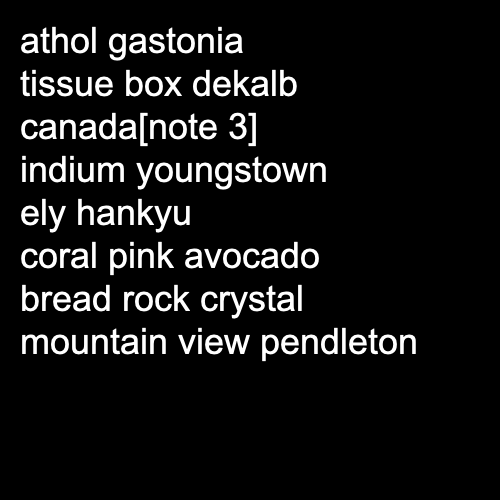 athol gastonia
tissue box dekalb
canada[note 3]
indium youngstown
ely hankyu
coral pink avocado
bread rock crystal
mountain view pendleton